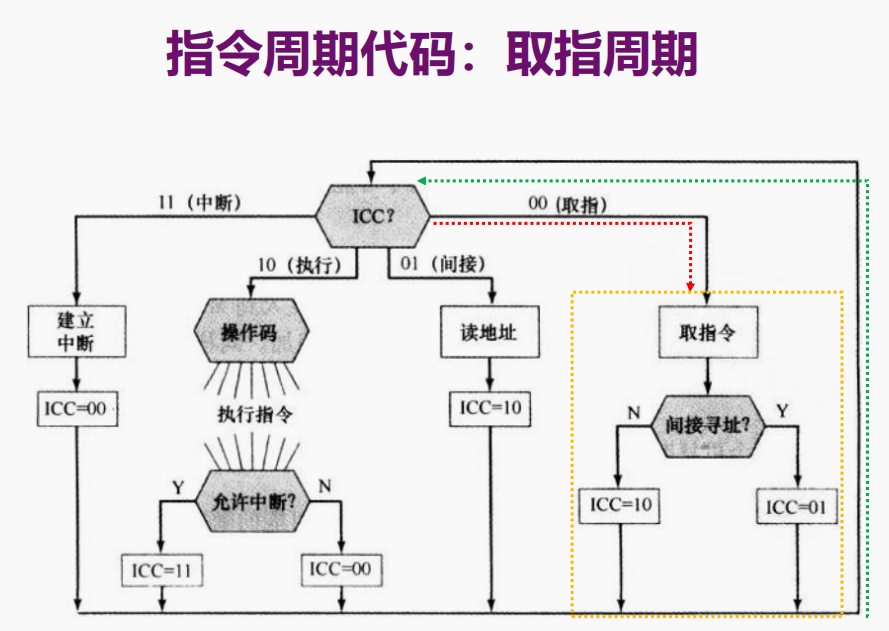 指令周期代码：取指周期
ICC？
11（中断）
00（取指）
10（执行）
01（间接）
建立
中断
操作码
读地址
取指令
ICC=00
执行指令
ICC=10
N
间接寻址？
Y
Y
允许中断？
N
ICC=10
ICC=01
ICC=11
ICC=00